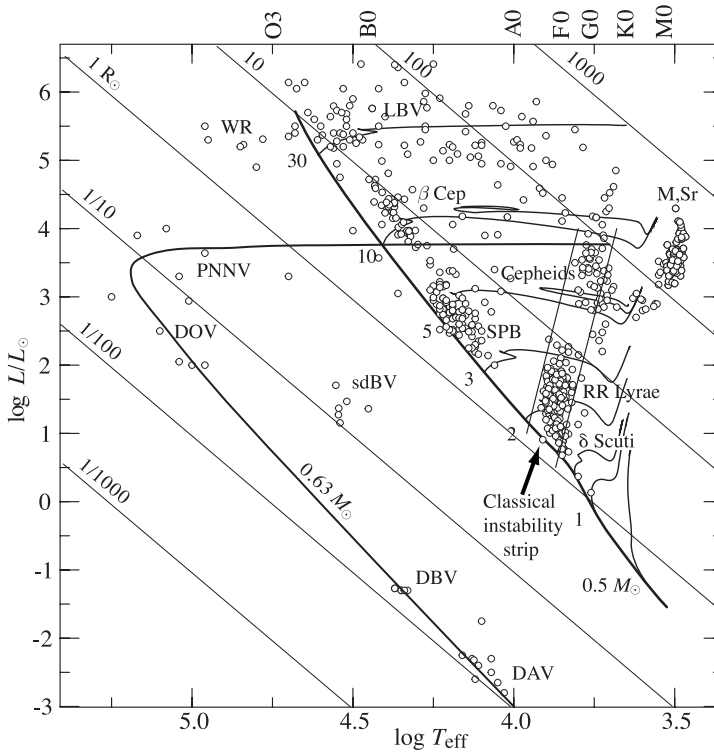 O3 B0 A0 F0 G0 K0 M0
1 R☉ 10 100 1000
6
LBV
WR
30
5
β Cep
M,Sr
1/10
4
10
PNNV
Cepheids
3
1/100
DOV
5
SPB
2
3
sdBV
RR Lyrae
2
1
δ Scuti
1/1000
0.63 M☉
Classical
instability
strip
0
1
-1
DBV
0.5 M☉
-2
DAV
-3
5.0 4.5 4.0 3.5
log Teff
log L/L☉